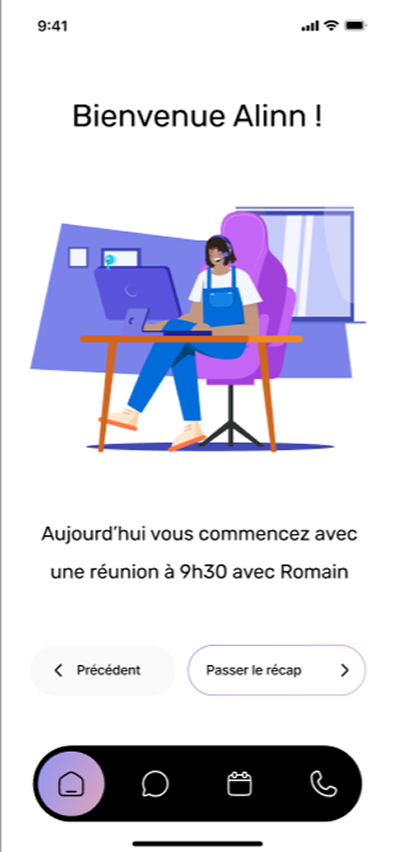 9:41
Bienvenue Alinn !
Aujourd’hui vous commencez avec
une réunion à 9h30 avec Romain
Précédent
Passer le récap